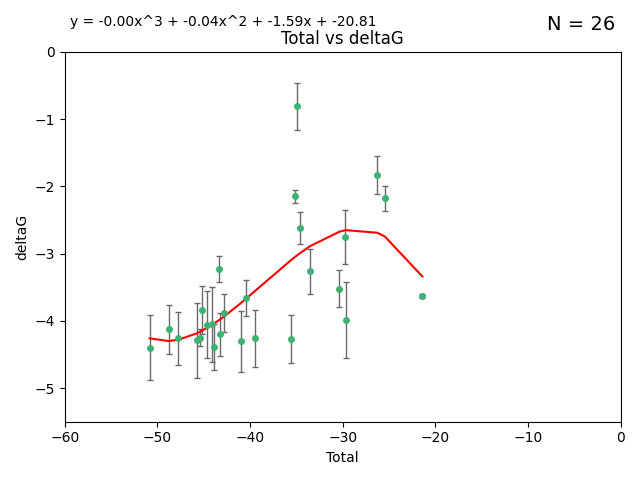 y = -0.00x^3 + -0.04x^2 + -1.59x + -20.81
N = 26
Total vs deltaG
0
−1
−2
−3
−4
−5
deltaG
−60 −50 −40 −30 −20 −10 0
Total